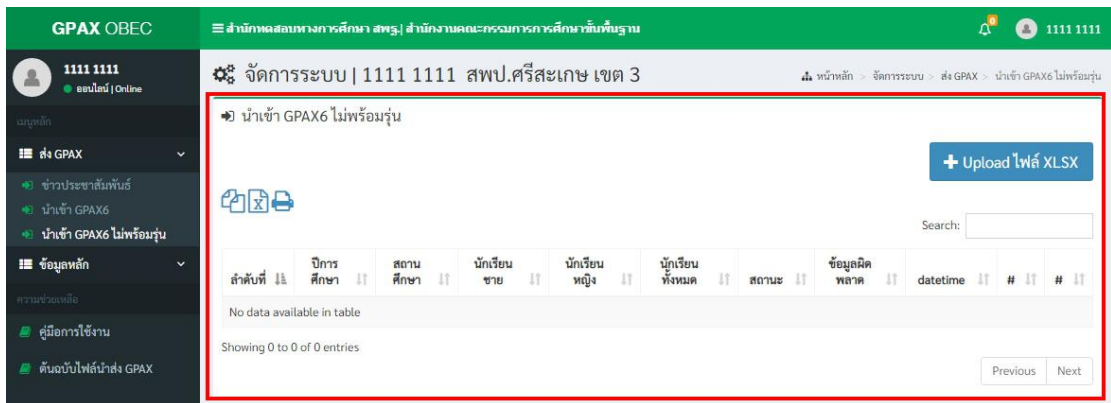 GPAX OBEC
สำนักทดสอบทางการศึกษา สพฐ.| สำนักงานคณะกรรมการการศึกษาขั้นพื้นฐาน
0
1111 1111
1111 1111
ออนไลน์ | Online
จัดการระบบ | 1111 1111 สพป.ศรีสะเกษ เขต 3
หน้าหลัก > จัดการระบบ > ส่ง GPAX > นำเข้า GPAX6 ไม่พร้อมรุ่น
เมนูหลัก
ส่ง GPAX
ข่าวประชาสัมพันธ์
นำเข้า GPAX6
นำเข้า GPAX6 ไม่พร้อมรุ่น
ข้อมูลหลัก
ความช่วยเหลือ
คู่มือการใช้งาน
ต้นฉบับไฟล์นำส่ง GPAX
นำเข้า GPAX6 ไม่พร้อมรุ่น
Upload ไฟล์ XLSX
Search:
ลำดับที่ ปีการศึกษา สถานศึกษา นักเรียนชาย นักเรียนหญิง นักเรียนทั้งหมด สถานะ ข้อมูลผิดพลาด datetime # #
No data available in table
Showing 0 to 0 of 0 entries
Previous Next